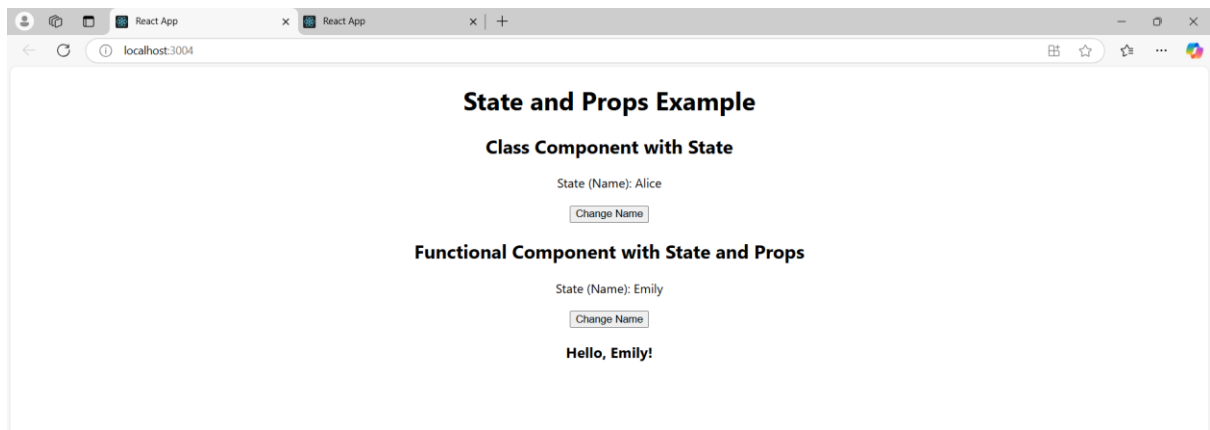 React App
React App
localhost:3004
State and Props Example
Class Component with State
State (Name): Alice
Change Name
Functional Component with State and Props
State (Name): Emily
Change Name
Hello, Emily!